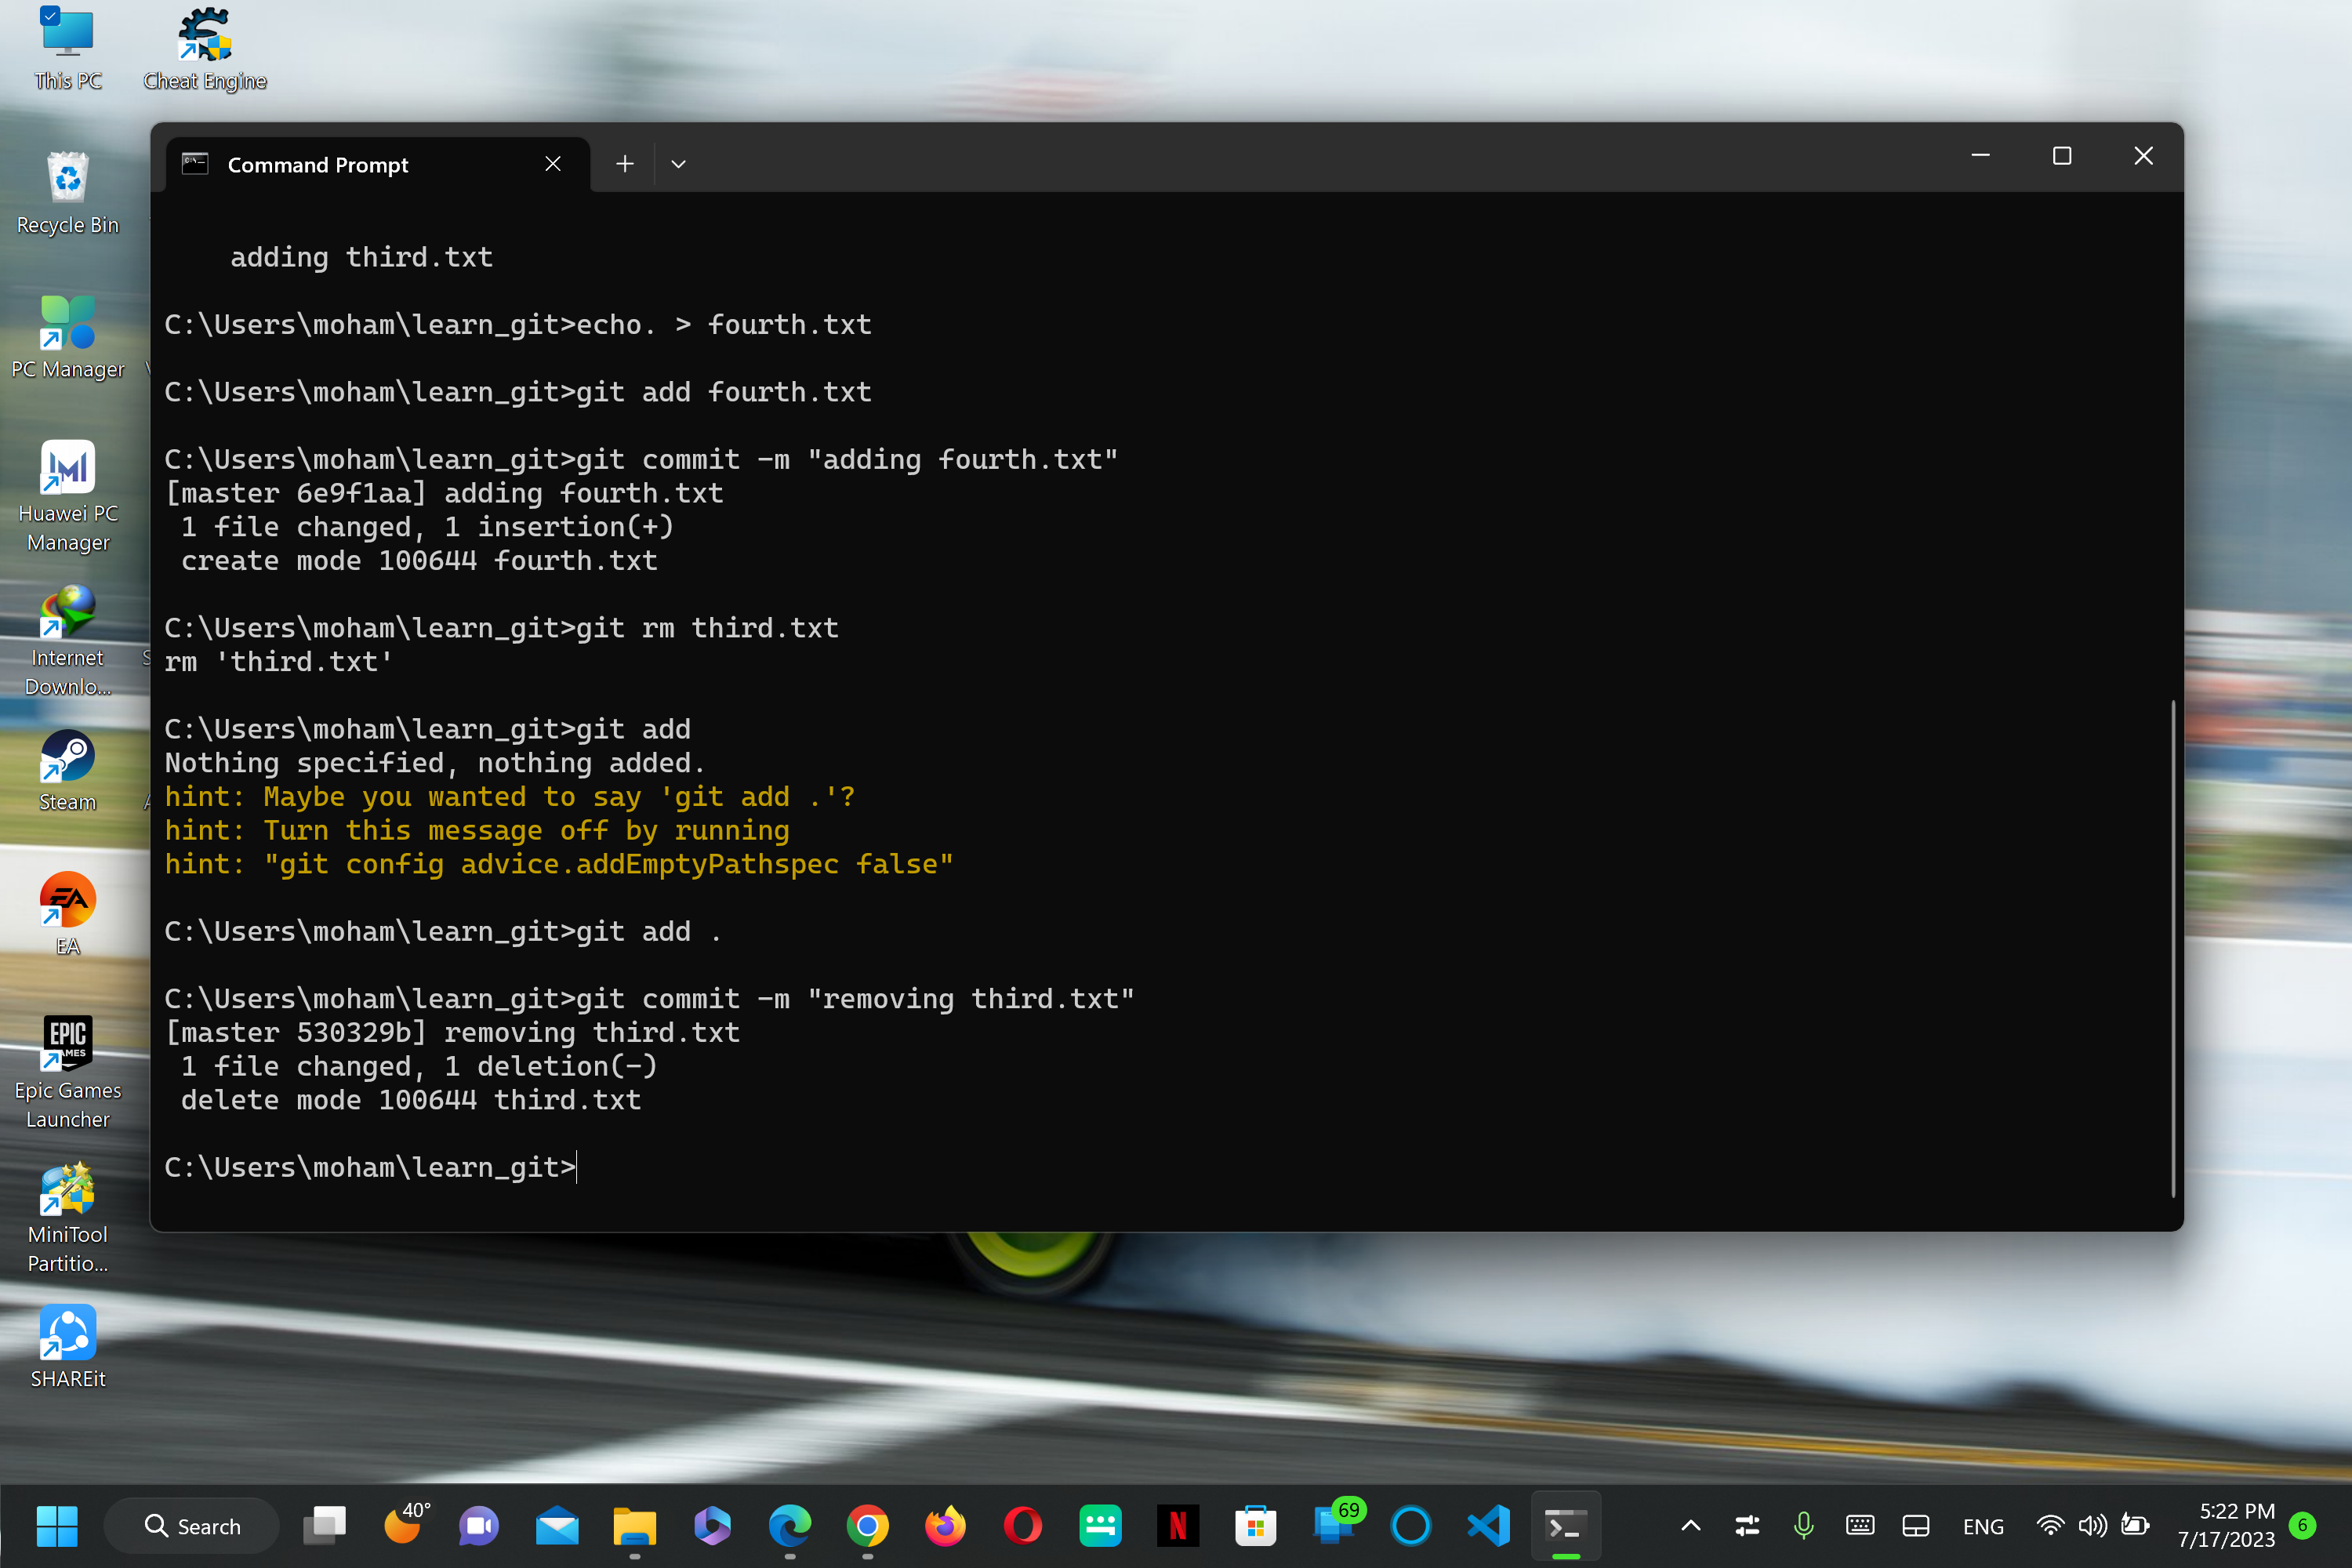 This PC
Cheat Engine
Recycle Bin
PC Manager
Huawei PC
Manager
Internet
Downlo...
Steam
EA
EPIC
Epic Games
Launcher
MiniTool
Partitio...
SHAREit
Command Prompt
adding third.txt
C:\Users\moham\learn_git>echo. > fourth.txt
C:\Users\moham\learn_git>git add fourth.txt
C:\Users\moham\learn_git>git commit -m "adding fourth.txt"
[master 6e9f1aa] adding fourth.txt
1 file changed, 1 insertion(+)
create mode 100644 fourth.txt
C:\Users\moham\learn_git>git rm third.txt
rm 'third.txt'
C:\Users\moham\learn_git>git add
Nothing specified, nothing added.
hint: Maybe you wanted to say 'git add .'?
hint: Turn this message off by running
hint: "git config advice.addEmptyPathspec false"
C:\Users\moham\learn_git>git add .
C:\Users\moham\learn_git>git commit -m "removing third.txt"
[master 530329b] removing third.txt
1 file changed, 1 deletion(-)
delete mode 100644 third.txt
C:\Users\moham\learn_git>
Search
40°
69
ENG
5:22 PM
7/17/2023
6